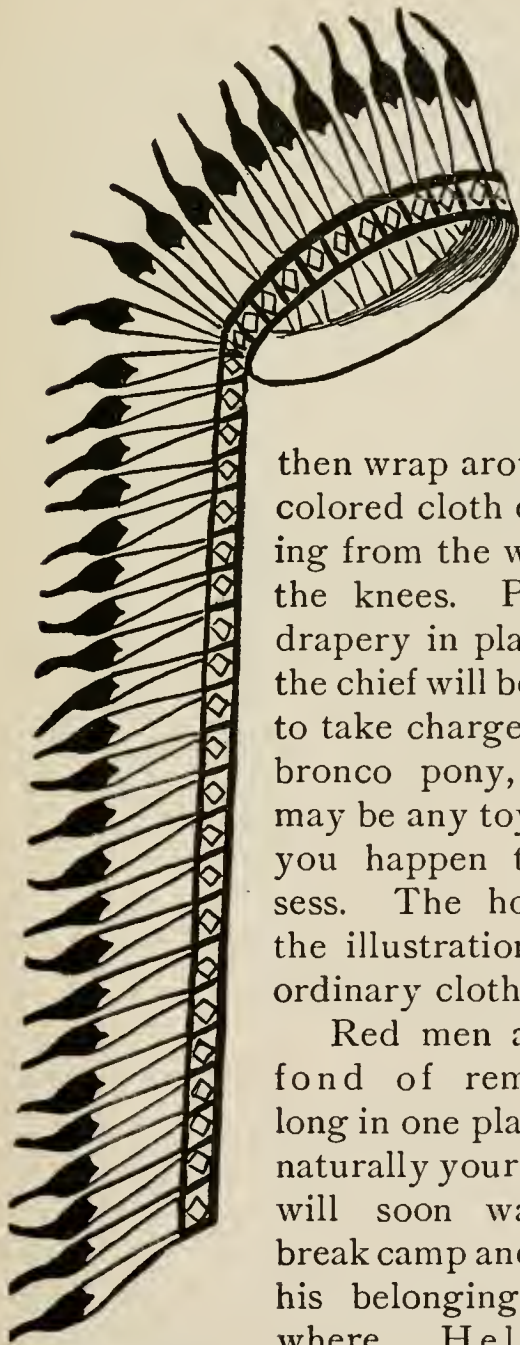 then wrap arou
colored cloth
ing from the w
the knees. P
drapery in pla
the chief will be
to take charge
bronco pony,
may be any toy
you happen t
sess. The ho
the illustration
ordinary cloth
Red men a
fond of rem
long in one pla
naturally your
will soon wa
break camp and
his belonging
where. Hel